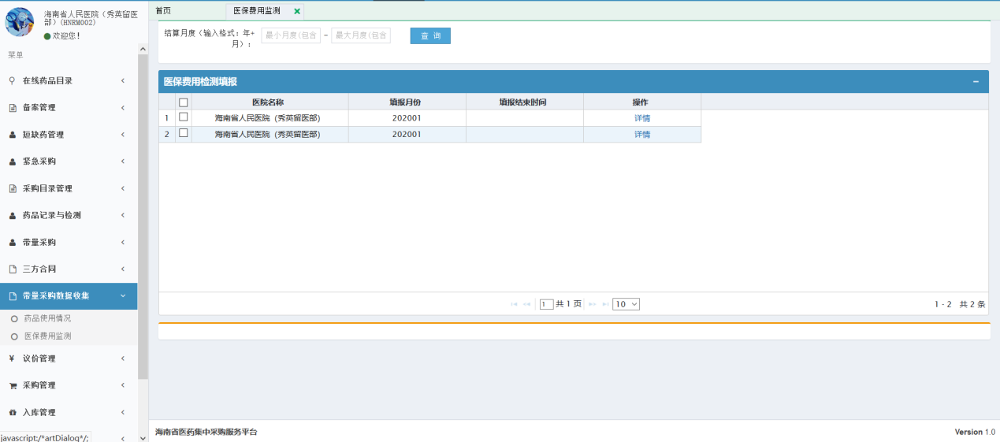 海南省人民医院（秀英留医
部）(HNRM002)
欢迎您！
菜单
在线药品目录
备案管理
短缺药管理
紧急采购
采购目录管理
药品记录与检测
带量采购
三方合同
带量采购数据收集
药品使用情况
医保费用监测
议价管理
采购管理
入库管理
javascript:/*artDialog*/;
首页
医保费用监测
结算月度（输入格式：年+
月）：
最小月度(包含 - 最大月度(包含
查 询
医保费用检测填报
医院名称 填报月份 填报结束时间 操作
1 海南省人民医院（秀英留医部） 202001 详情
2 海南省人民医院（秀英留医部） 202001 详情
1 共 1 页 10
1 - 2 共 2 条
海南省医药集中采购服务平台
Version 1.0